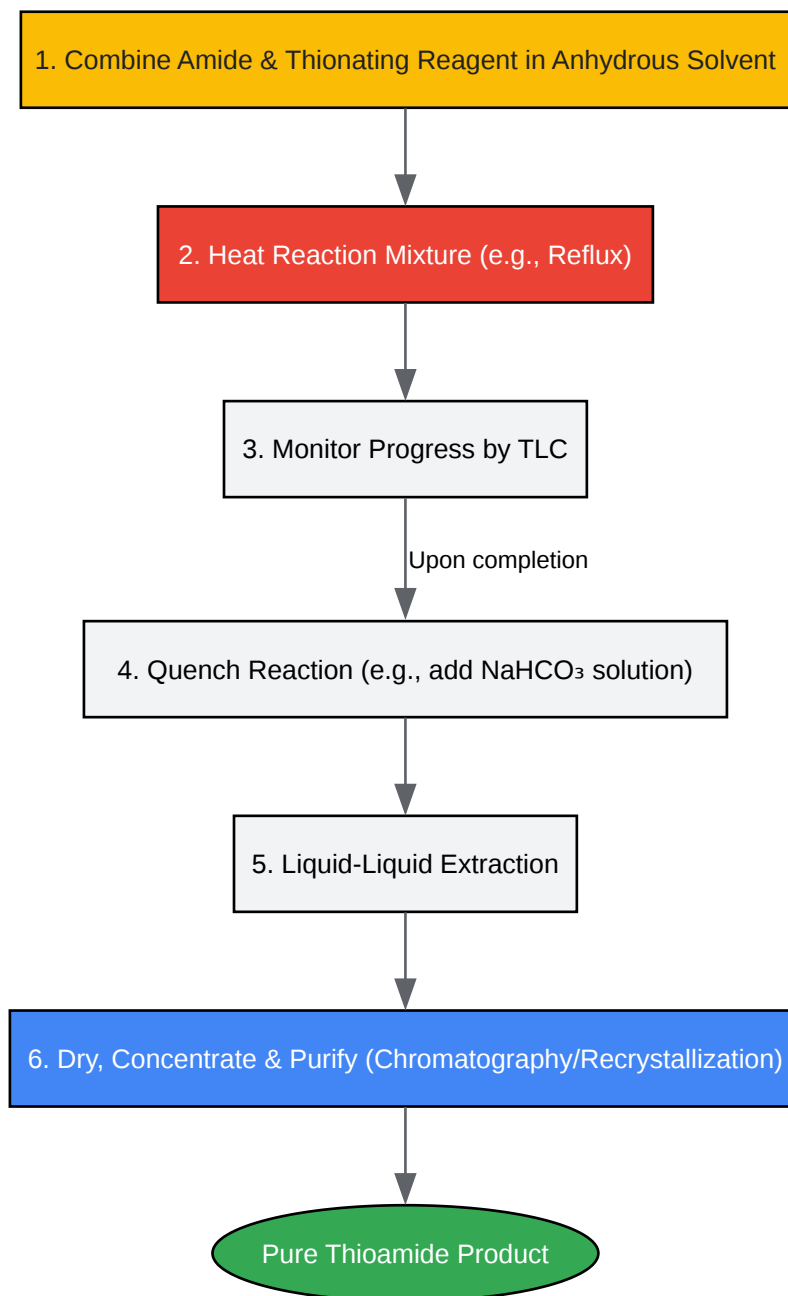 1. Combine Amide & Thionating Reagent in Anhydrous Solvent
2. Heat Reaction Mixture (e.g., Reflux)
3. Monitor Progress by TLC
Upon completion
4. Quench Reaction (e.g., add NaHCO₃ solution)
5. Liquid-Liquid Extraction
6. Dry, Concentrate & Purify (Chromatography/Recrystallization)
Pure Thioamide Product